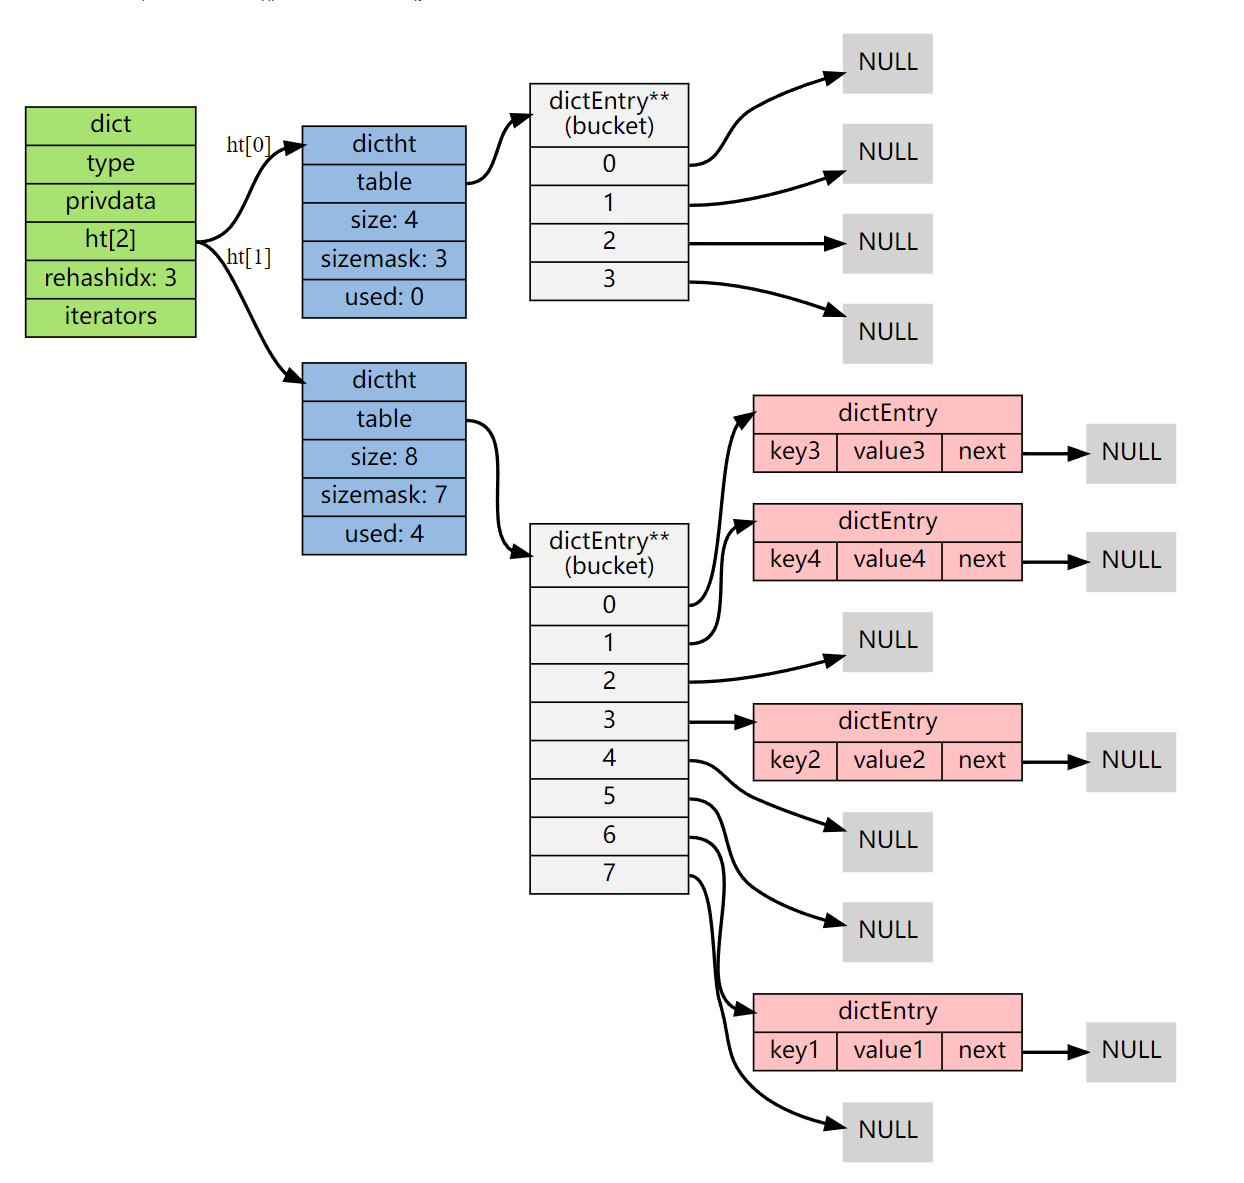 dict
type
privdata
ht[2]
rehashidx: 3
iterators
ht[0]
ht[1]
dictht
table
size: 4
sizemask: 3
used: 0
dictEntry**
(bucket)
0
1
2
3
NULL
NULL
NULL
NULL
dictht
table
size: 8
sizemask: 7
used: 4
dictEntry**
(bucket)
0
1
2
3
4
5
6
7
dictEntry
key3 value3 next
NULL
dictEntry
key4 value4 next
NULL
NULL
dictEntry
key2 value2 next
NULL
NULL
NULL
dictEntry
key1 value1 next
NULL
NULL